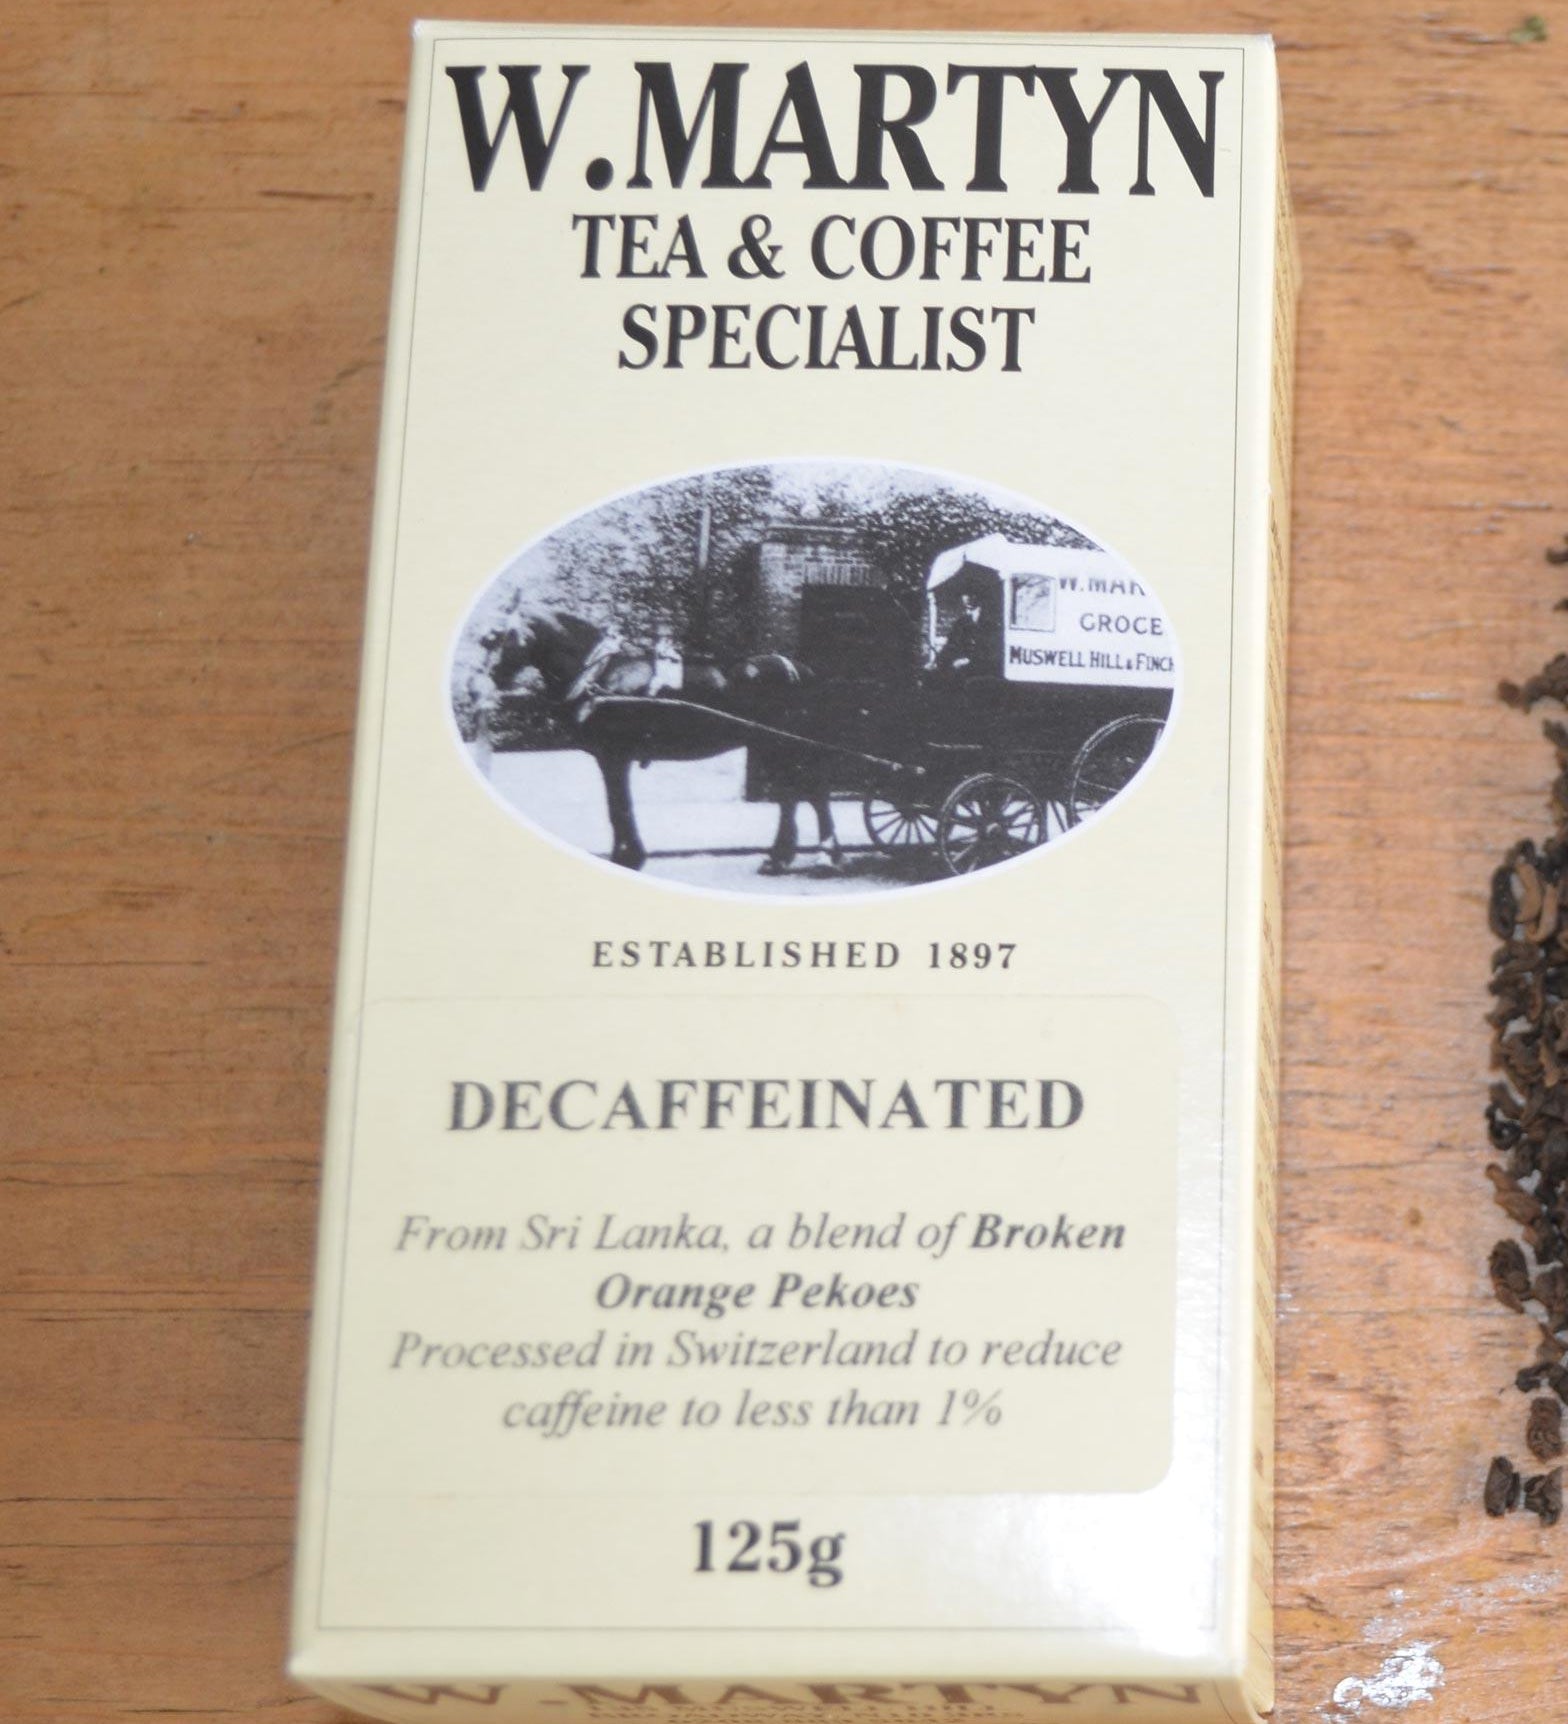 W.MARTYN
TEA & COFFEE
SPECIALIST
W. MAR
GROCE
MUSWELL HILL & FINCH
ESTABLISHED 1897
DECAFFEINATED
From Sri Lanka, a blend of Broken
Orange Pekoes
Processed in Switzerland to reduce
caffeine to less than 1%
125g
W.MARTYN